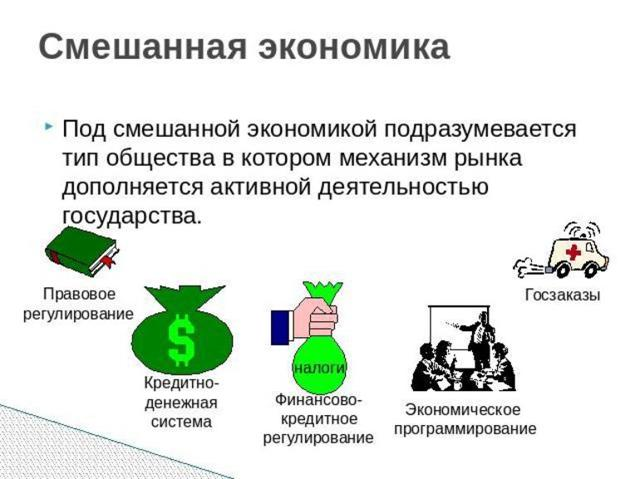 Смешанная экономика
Под смешанной экономикой подразумевается
тип общества в котором механизм рынка
дополняется активной деятельностью
государства.
Правовое
регулирование
$
Кредитно-
денежная
система
налоги
Финансово-
кредитное
регулирование
Экономическое
программирование
Госзаказы